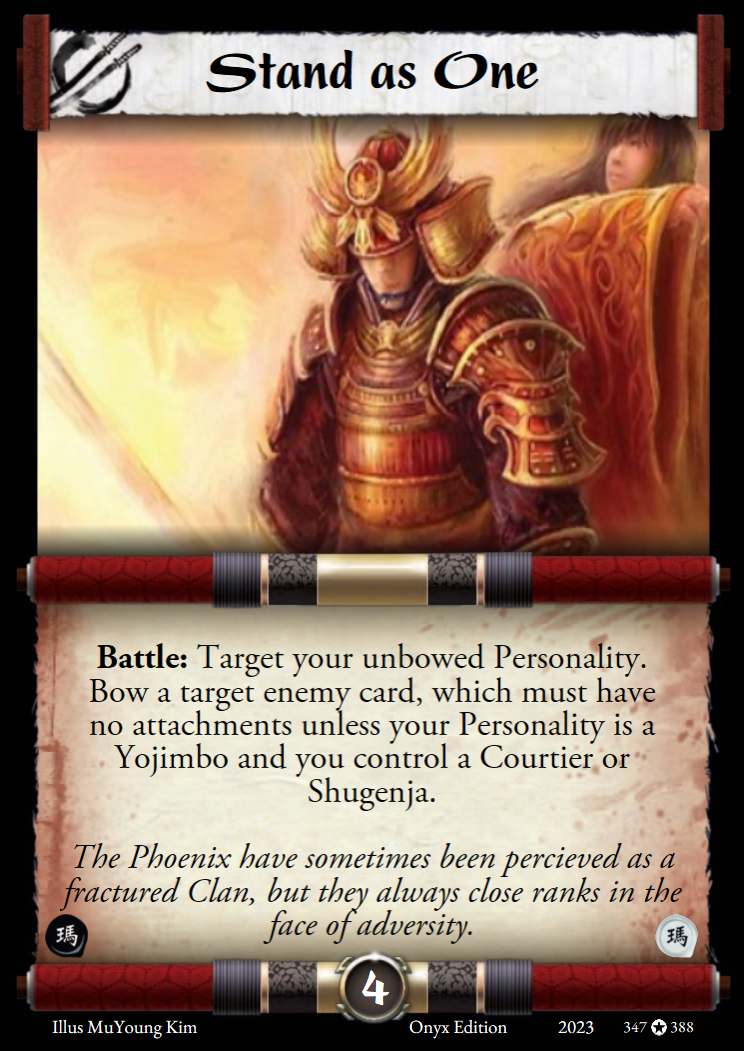 Stand as One
Battle: Target your unbowed Personality.
Bow a target enemy card, which must have
no attachments unless your Personality is a
Yojimbo and you control a Courtier or
Shugenja.
The Phoenix have sometimes been percieved as a
fractured Clan, but they always close ranks in the
face of adversity.
瑪 瑪
4
Illus MuYoung Kim Onyx Edition 2023 347 ✪ 388